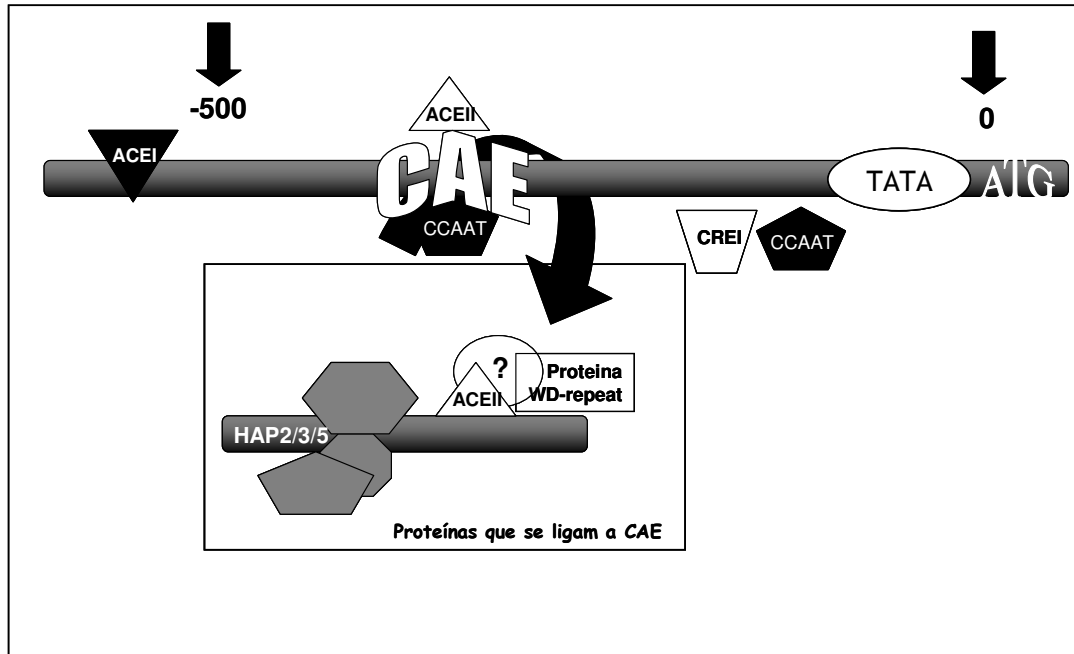 -500
0
ACEII
ACEI
CAE
TATA
ATG
CCAAT
CREI
CCAAT
?
Proteina
WD-repeat
ACEII
HAP2/3/5
Proteínas que se ligam a CAE